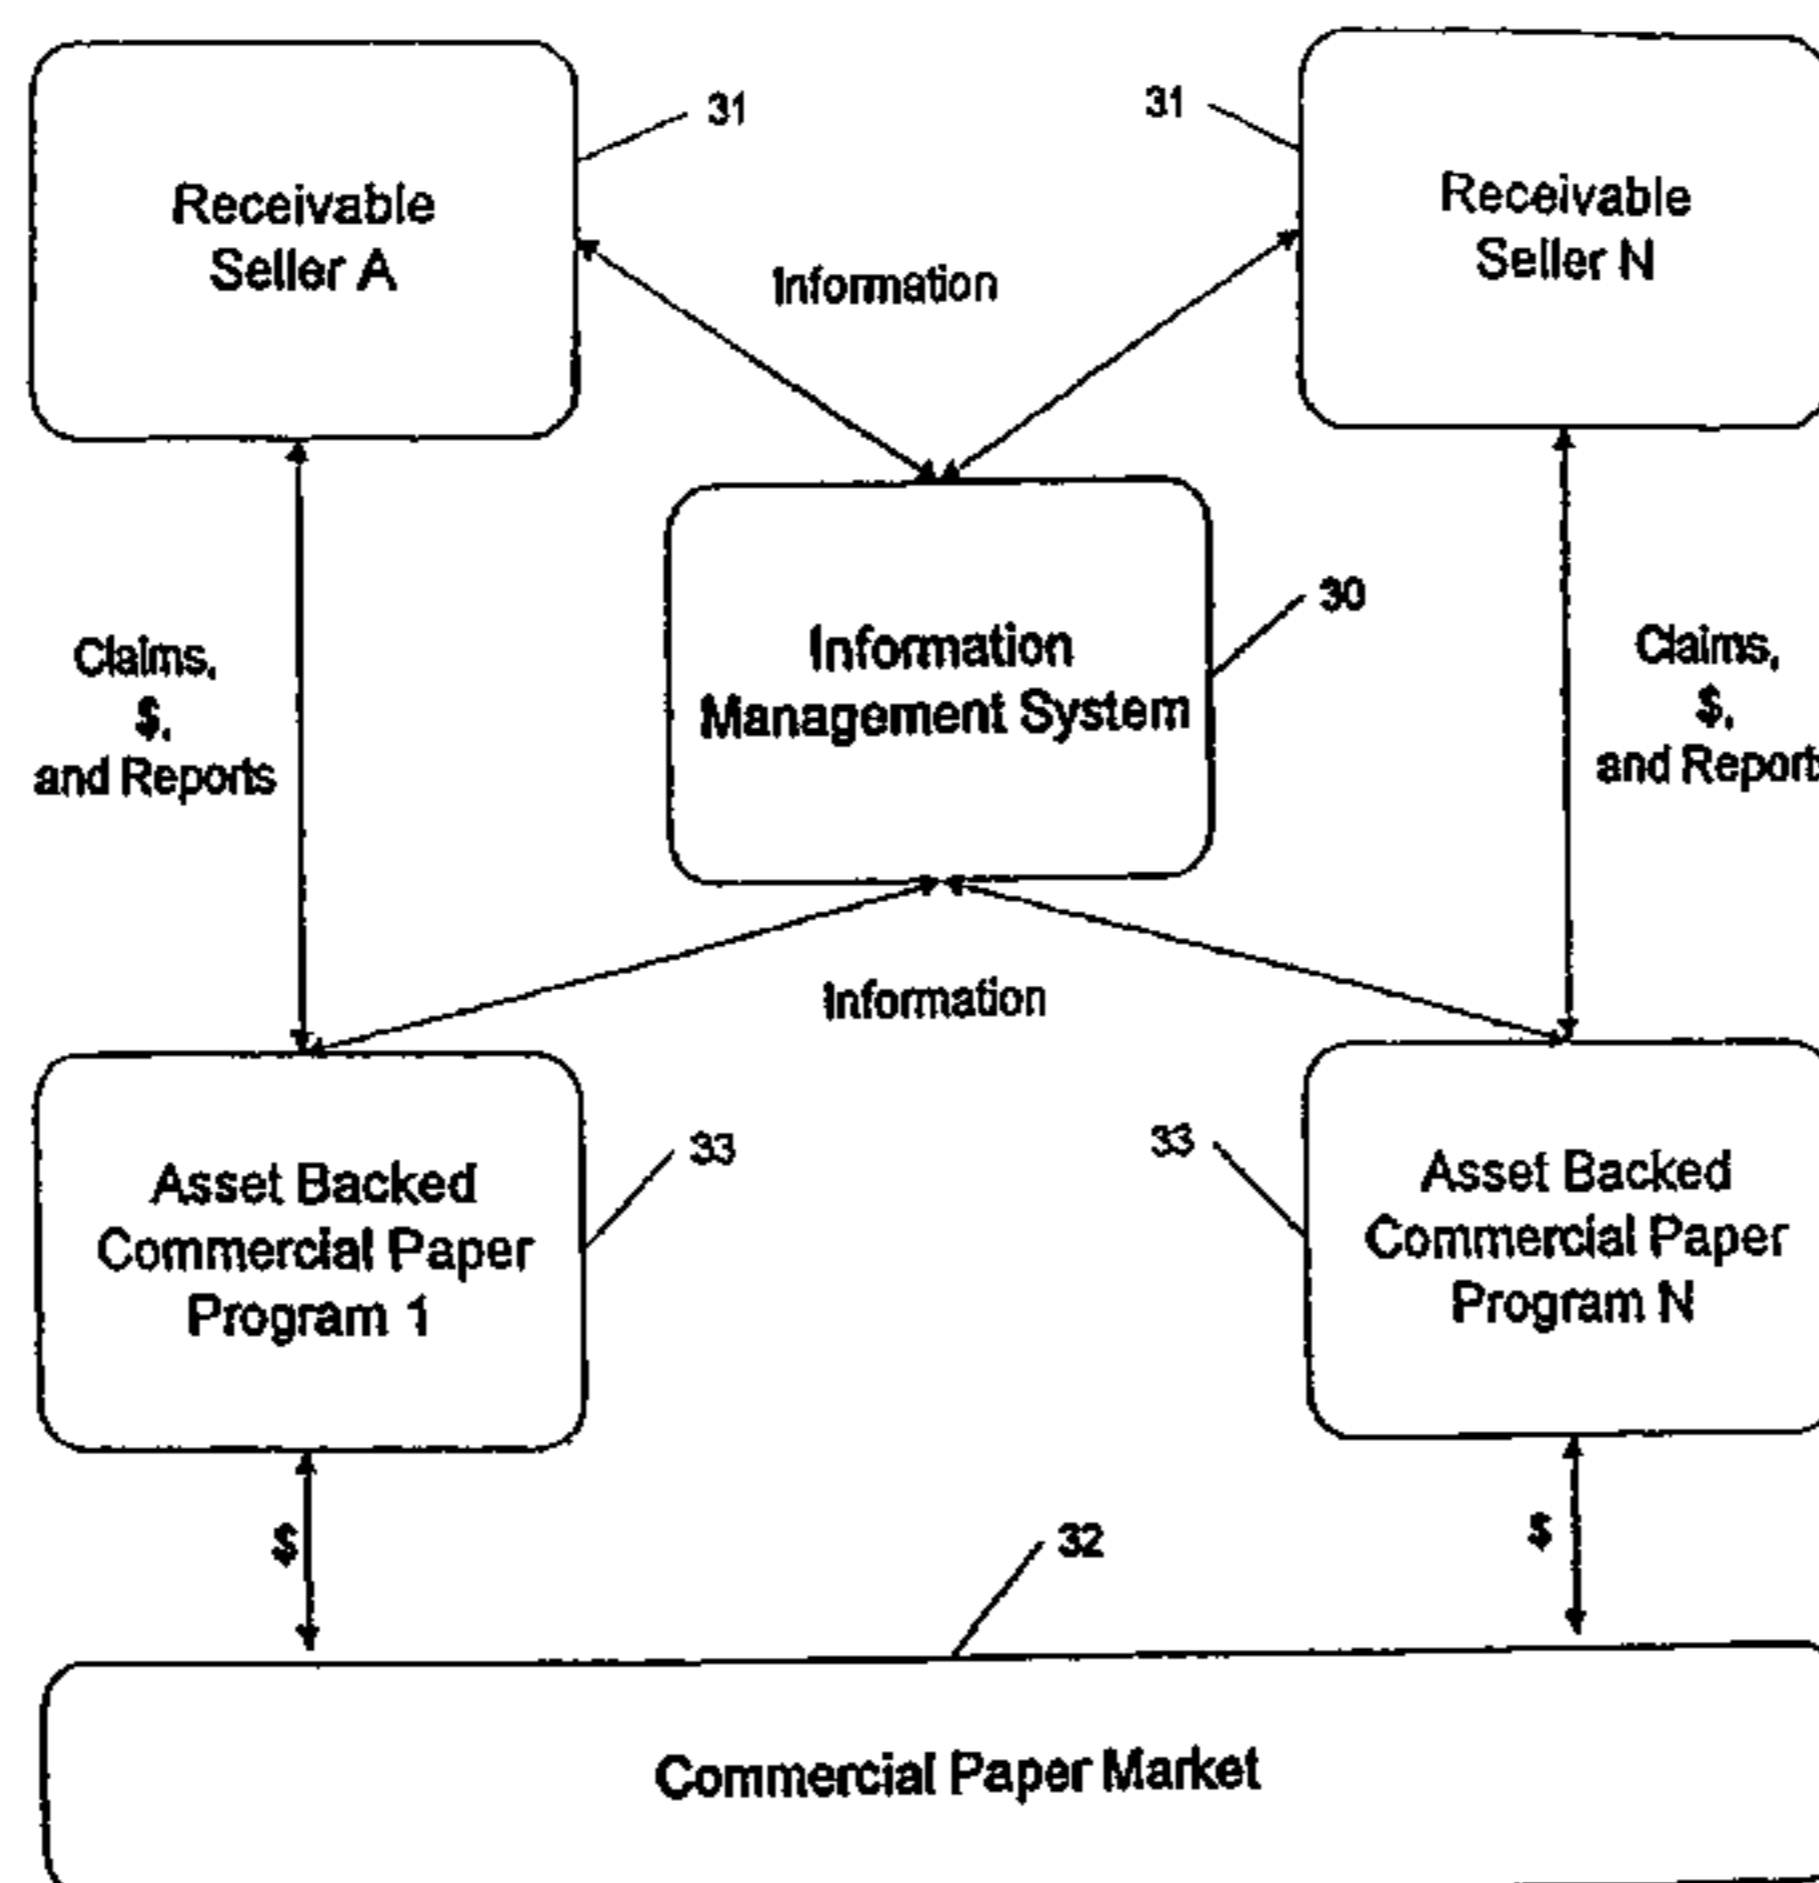 31
31
Receivable
Seller A
Receivable
Seller N
Information
30
Claims,
$,
and Reports
Information
Management System
Claims,
$,
and Report
Information
33
33
Asset Backed
Commercial Paper
Program 1
Asset Backed
Commercial Paper
Program N
$
32
$
Commercial Paper Market